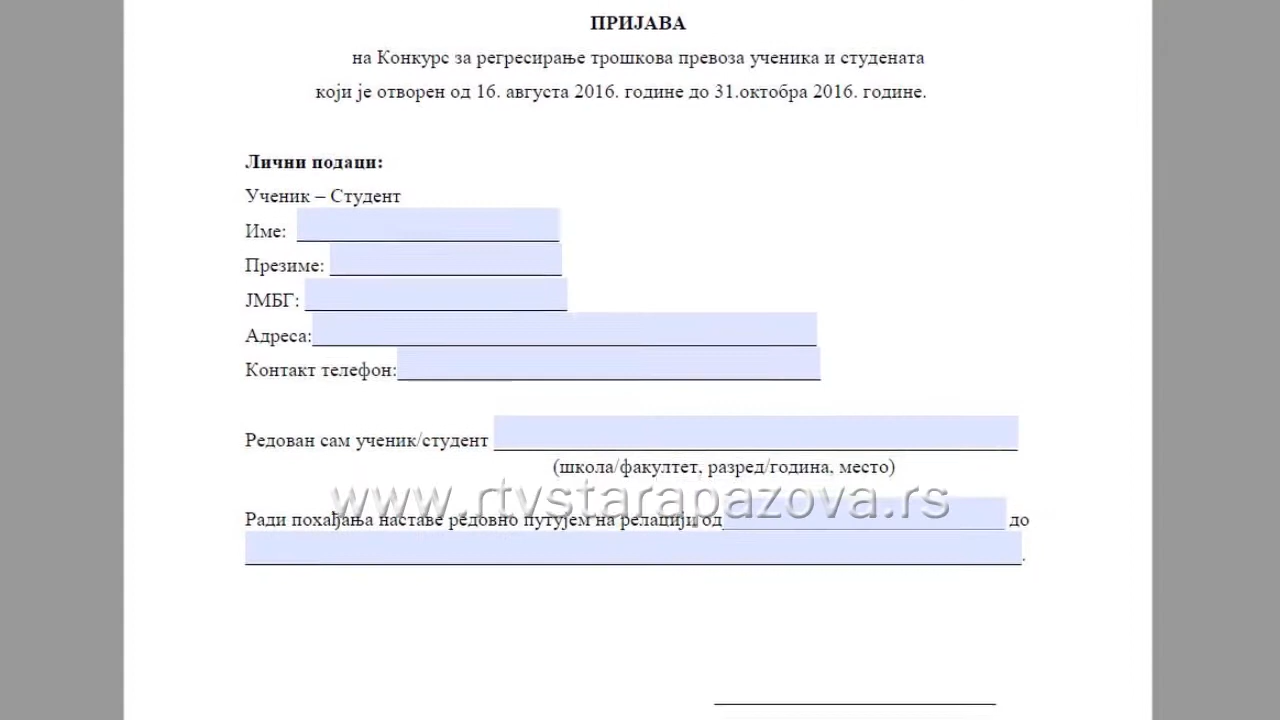 ПРИЈАВА
на Конкурс за регресирање трошкова превоза ученика и студената
који је отворен од 16. августа 2016. године до 31.октобра 2016. године.
Лични подаци:
Ученик – Студент
Име:
Презиме:
ЈМБГ:
Адреса:
Контакт телефон:
Редован сам ученик/студент
(школа/факултет, разред/година, место)
www.rtvstarapazova.rs
Ради похађања наставе редовно путујем на релацији од до
.